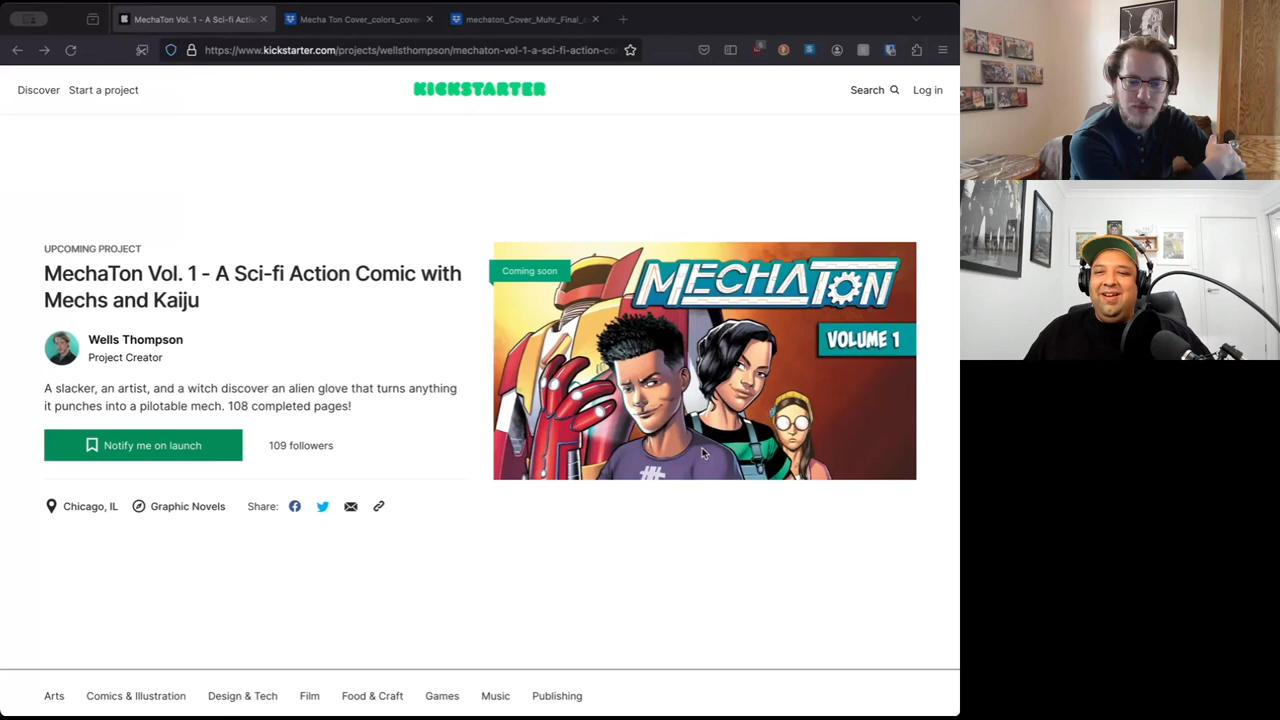 MechaTon Vol. 1 - A Sci-fi Actio
Mecha Ton Cover_colors_cover
mechaton_Cover_Muhr_Final_
https://www.kickstarter.com/projects/wellsthompson/mechaton-vol-1-a-sci-fi-action-co
Discover Start a project
KICKSTARTER
Search Log in
UPCOMING PROJECT
MechaTon Vol. 1 - A Sci-fi Action Comic with
Mechs and Kaiju
Wells Thompson
Project Creator
A slacker, an artist, and a witch discover an alien glove that turns anything
it punches into a pilotable mech. 108 completed pages!
Notify me on launch 109 followers
Chicago, IL Graphic Novels Share:
Coming soon
MECHATON
VOLUME 1
Arts Comics & Illustration Design & Tech Film Food & Craft Games Music Publishing